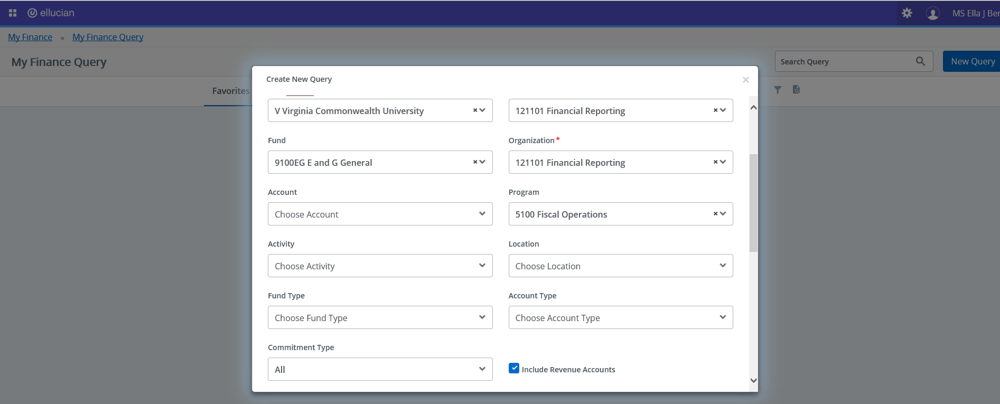 ellucian
MS Ella J Ber
My Finance • My Finance Query
My Finance Query
Search Query
New Query
Favorites
Create New Query
V Virginia Commonwealth University
121101 Financial Reporting
Fund
Organization*
9100EG E and G General
121101 Financial Reporting
Account
Program
Choose Account
5100 Fiscal Operations
Activity
Location
Choose Activity
Choose Location
Fund Type
Account Type
Choose Fund Type
Choose Account Type
Commitment Type
All
Include Revenue Accounts